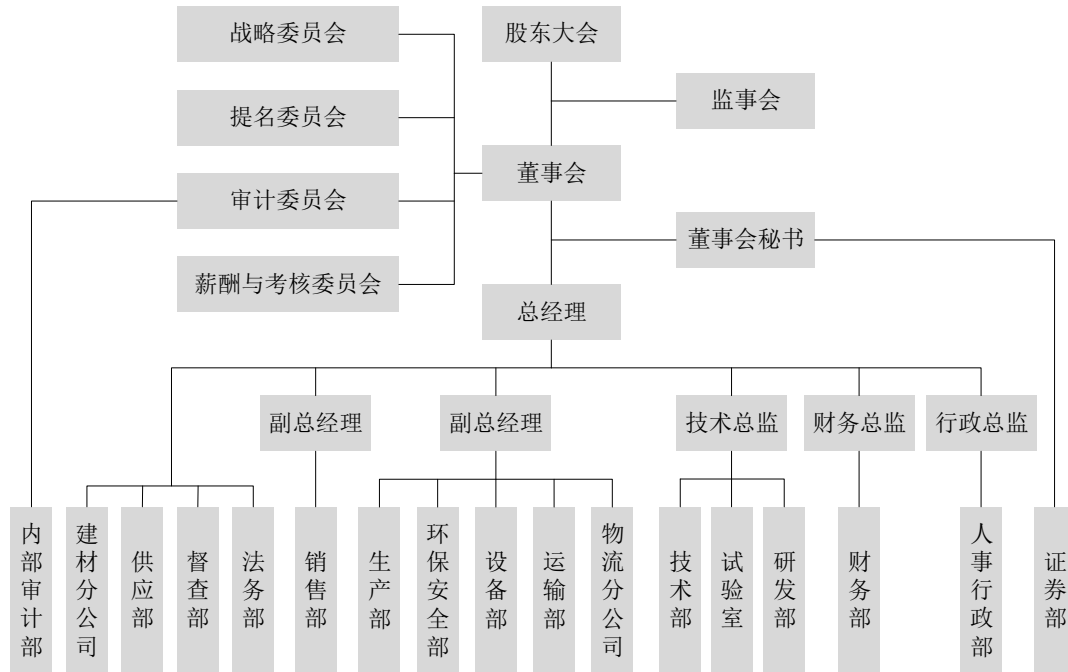 战略委员会
股东大会
提名委员会
监事会
董事会
审计委员会
董事会秘书
薪酬与考核委员会
总经理
副总经理
副总经理
技术总监
财务总监
行政总监
内部审计部
建材分公司
供应部
督查部
法务部
销售部
生产部
环保安全部
设备部
运输部
物流分公司
技术部
试验室
研发部
财务部
人事行政部
证券部